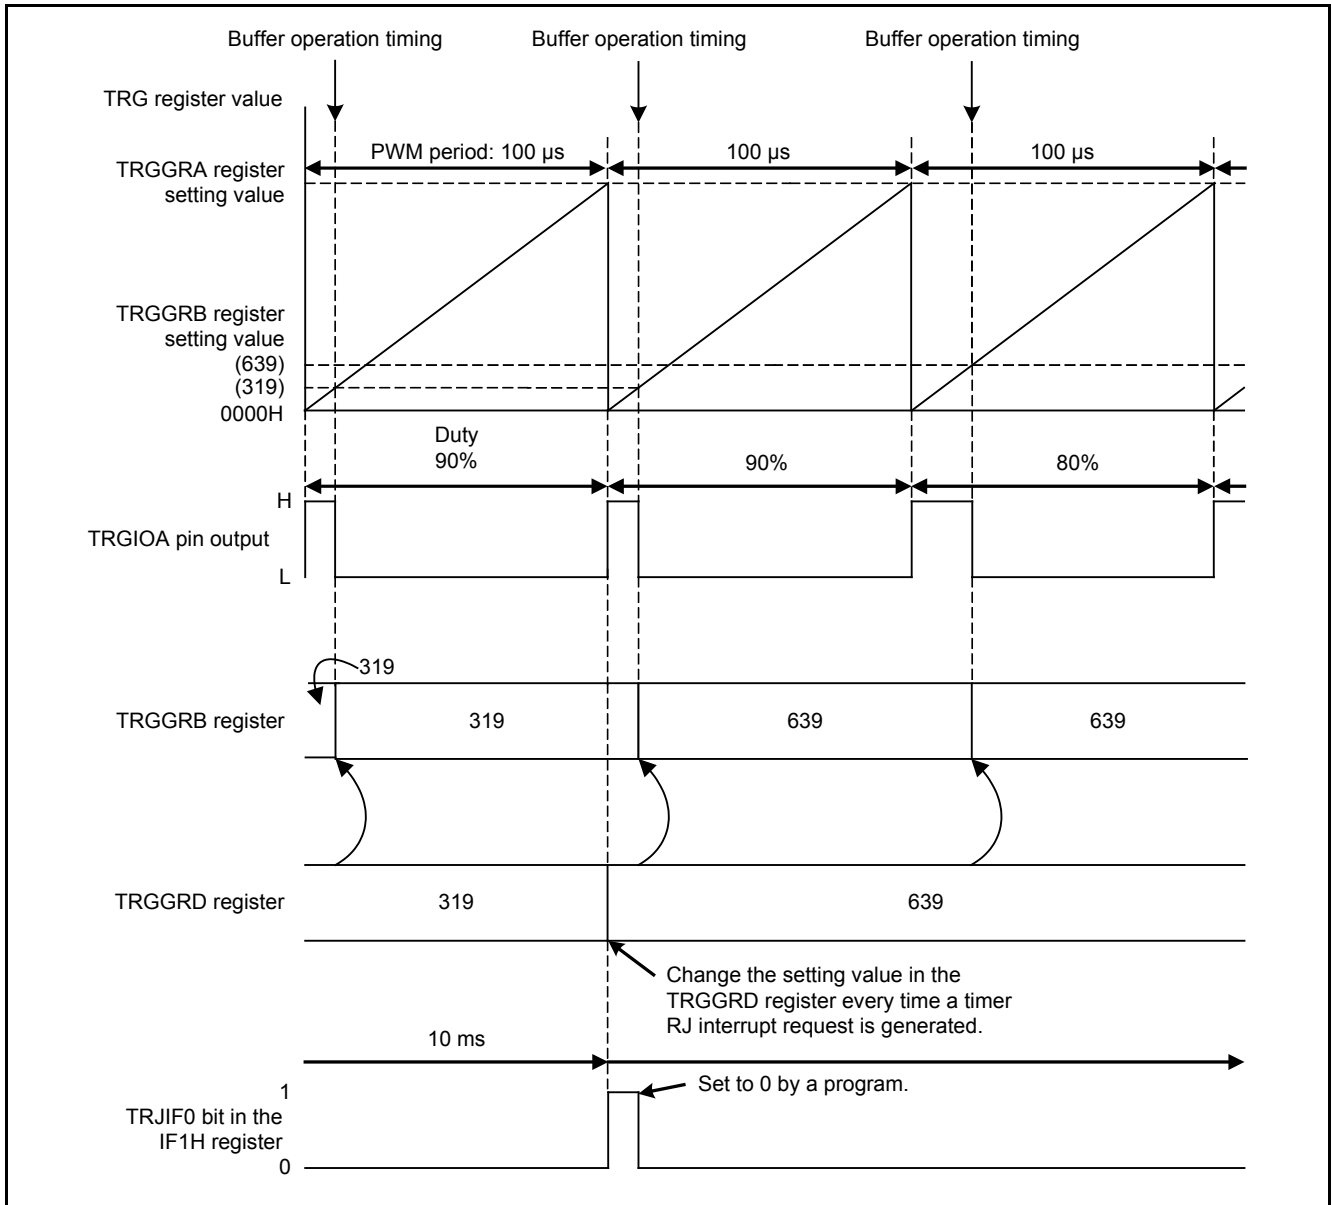 Buffer operation timing
Buffer operation timing
Buffer operation timing
TRG register value
PWM period: 100 µs
100 µs
100 µs
TRGGRA register
setting value
TRGGRB register
setting value
(639)
(319)
0000H
Duty
90%
90%
80%
H
TRGIOA pin output
L
319
TRGGRB register
319
639
639
TRGGRD register
319
639
Change the setting value in the
TRGGRD register every time a timer
RJ interrupt request is generated.
10 ms
Set to 0 by a program.
1
TRJIF0 bit in the
IF1H register
0